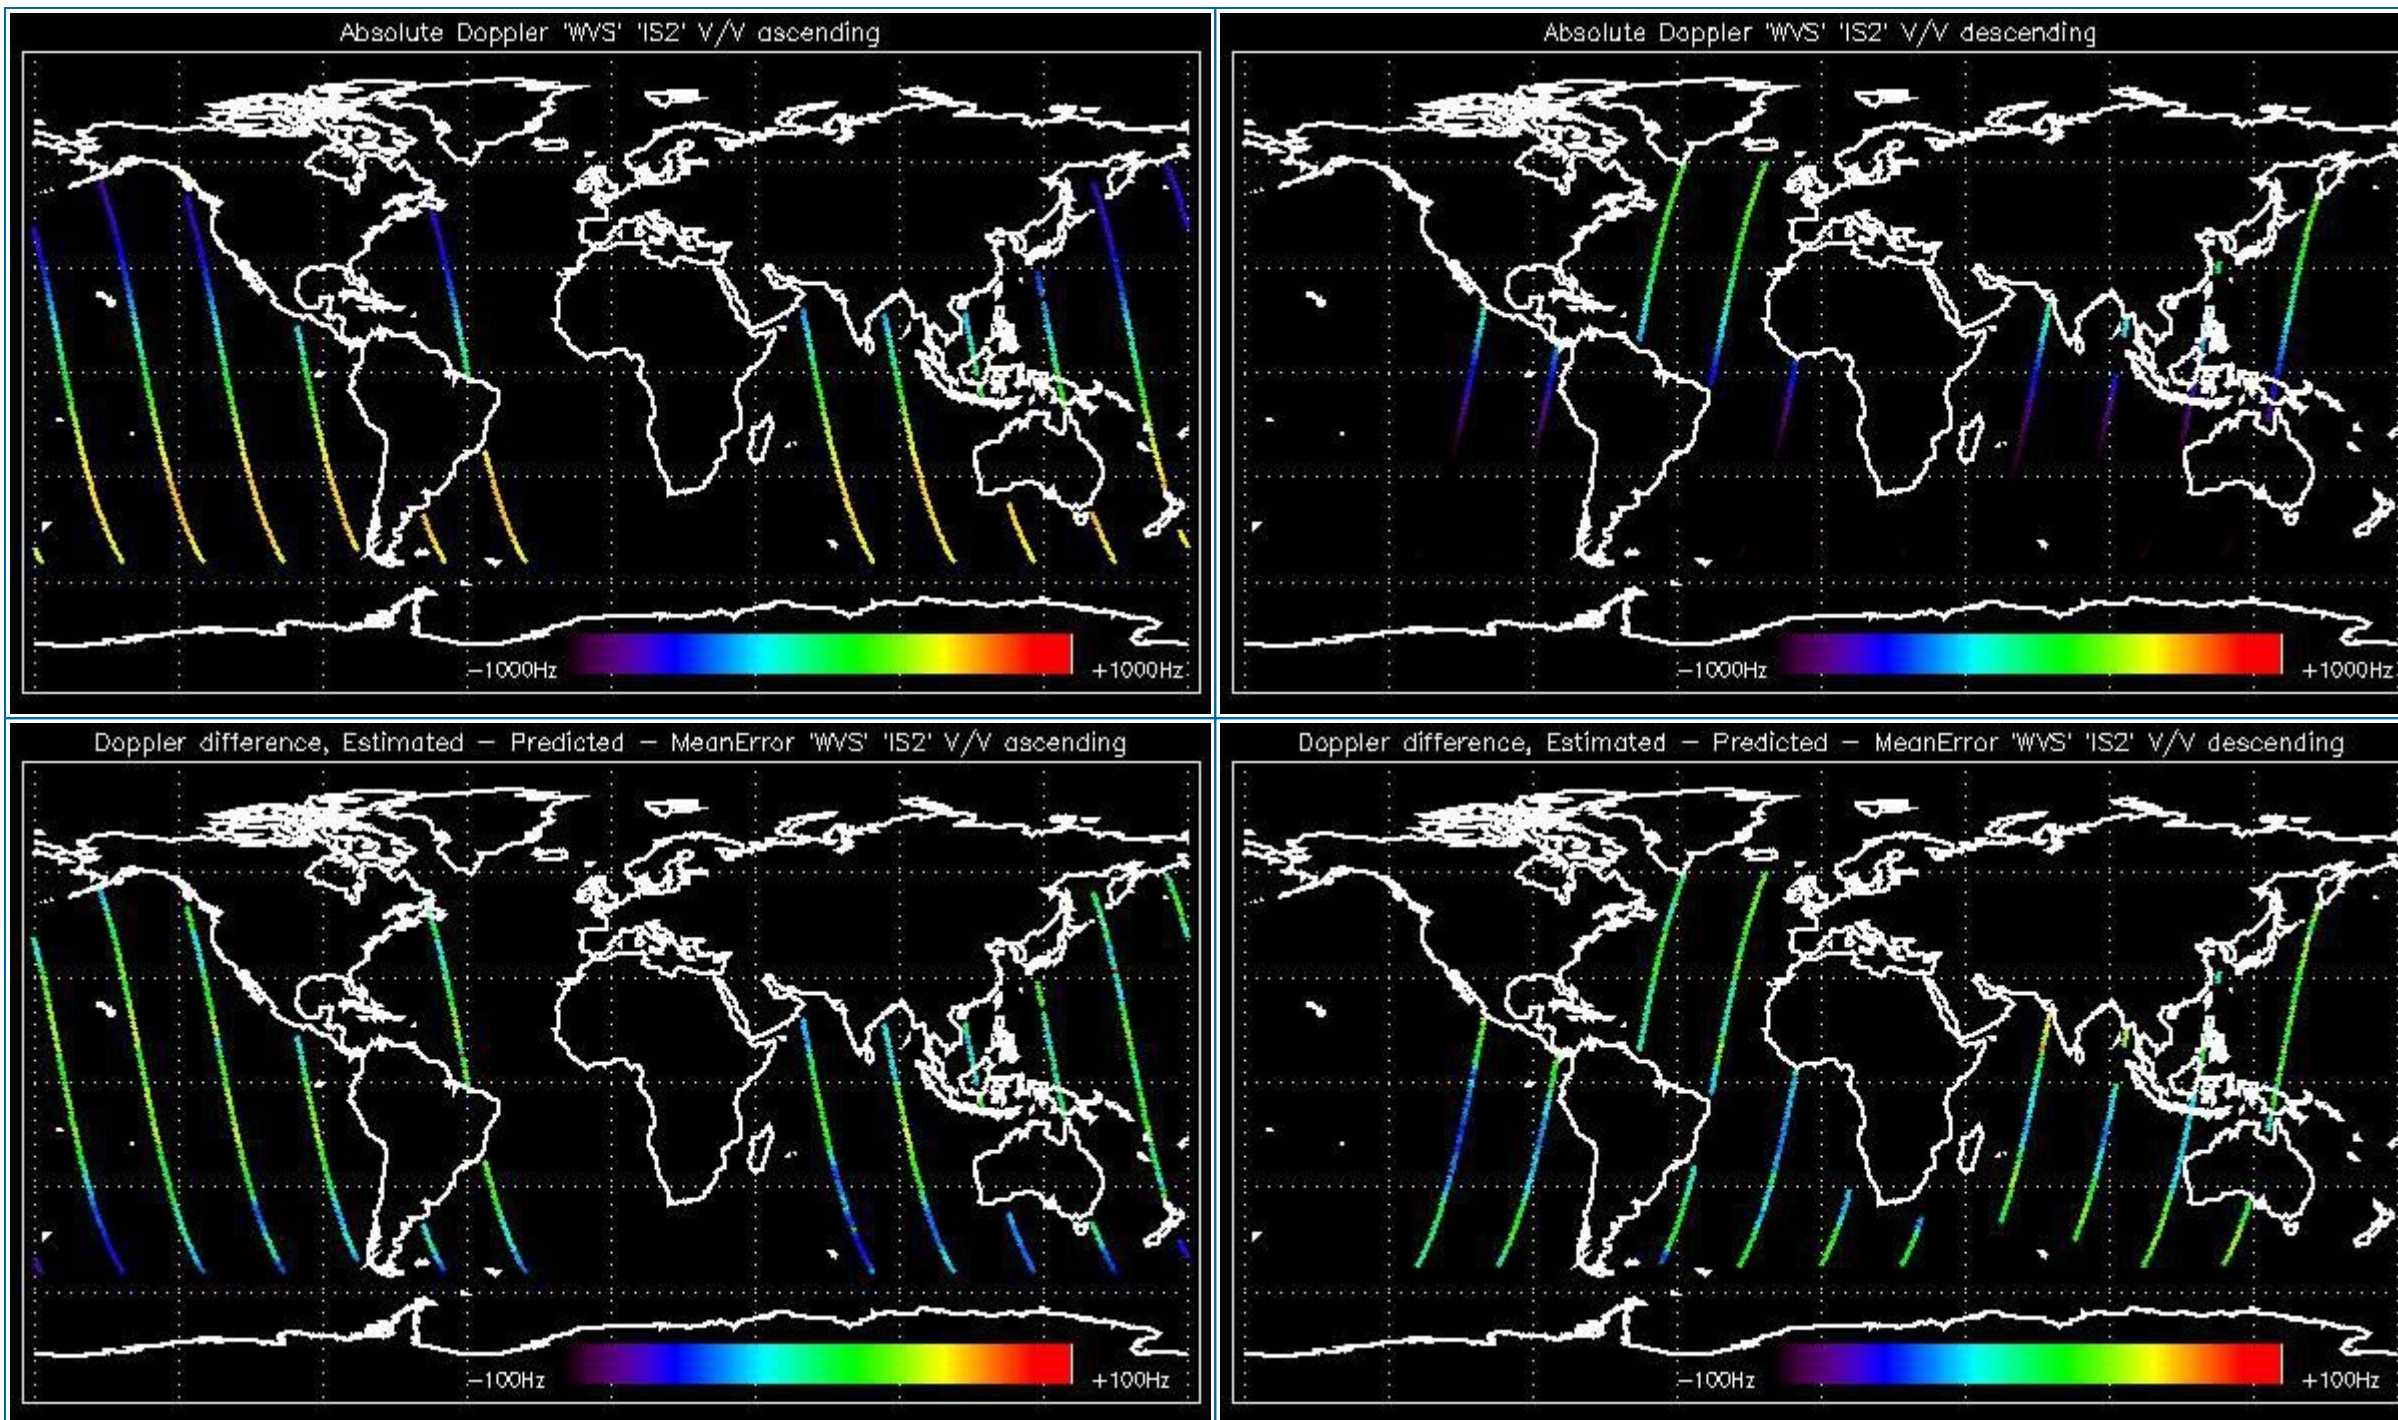 Absolute Doppler 'WVS' 'IS2' V/V ascending
-1000Hz
+1000Hz
Absolute Doppler 'WVS' 'IS2' V/V descending
-1000Hz
+1000Hz
Doppler difference, Estimated - Predicted - MeanError 'WVS' 'IS2' V/V ascending
-100Hz
+100Hz
Doppler difference, Estimated - Predicted - MeanError 'WVS' 'IS2' V/V descending
-100Hz
+100Hz